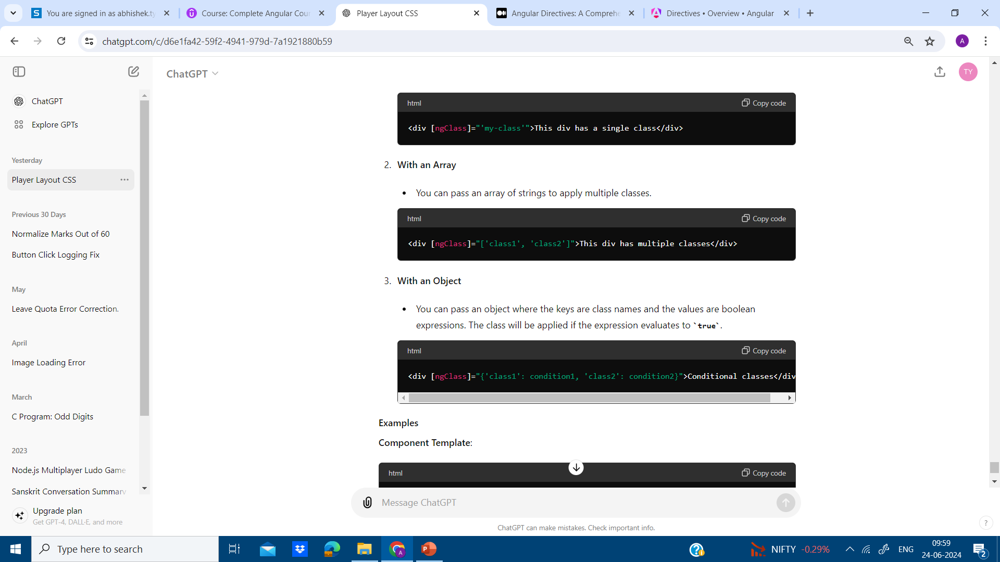 You are signed in as abhishek.ty
Course: Complete Angular Cour
Player Layout CSS
Angular Directives: A Comprehe
Directives • Overview • Angular
chatgpt.com/c/d6e1fa42-59f2-4941-979d-7a1921880b59
A
ChatGPT
TY
ChatGPT
Explore GPTs
Yesterday
Player Layout CSS
Previous 30 Days
Normalize Marks Out of 60
Button Click Logging Fix
May
Leave Quota Error Correction.
April
Image Loading Error
March
C Program: Odd Digits
2023
Node.js Multiplayer Ludo Game
Sanskrit Conversation Summary
Upgrade plan
Get GPT-4, DALL·E, and more
html
Copy code
<div [ngClass]="'my-class'">This div has a single class</div>
2. With an Array
• You can pass an array of strings to apply multiple classes.
html
Copy code
<div [ngClass]="['class1', 'class2']">This div has multiple classes</div>
3. With an Object
• You can pass an object where the keys are class names and the values are boolean
expressions. The class will be applied if the expression evaluates to `true`.
html
Copy code
<div [ngClass]="{'class1': condition1, 'class2': condition2}">Conditional classes</div
Examples
Component Template:
html
Copy code
Message ChatGPT
ChatGPT can make mistakes. Check important info.
?
Type here to search
NIFTY -0.29%
ENG
09:59
24-06-2024
2